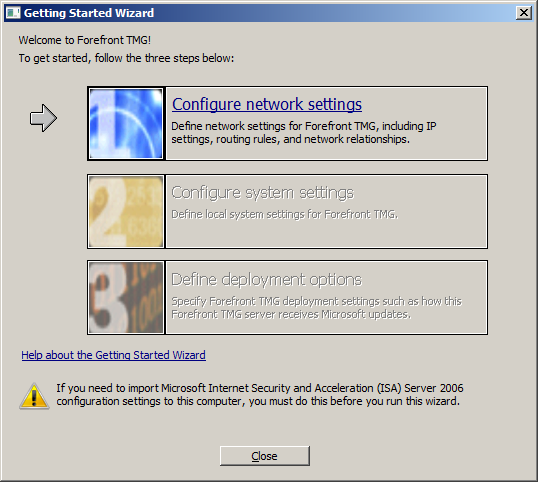 Getting Started Wizard
Welcome to Forefront TMG!
To get started, follow the three steps below:
1
Configure network settings
Define network settings for Forefront TMG, including IP
settings, routing rules, and network relationships.
2
Configure system settings
Define local system settings for Forefront TMG.
3
Define deployment options
Specify Forefront TMG deployment settings such as how this
Forefront TMG server receives Microsoft updates.
Help about the Getting Started Wizard
If you need to import Microsoft Internet Security and Acceleration (ISA) Server 2006
configuration settings to this computer, you must do this before you run this wizard.
Close